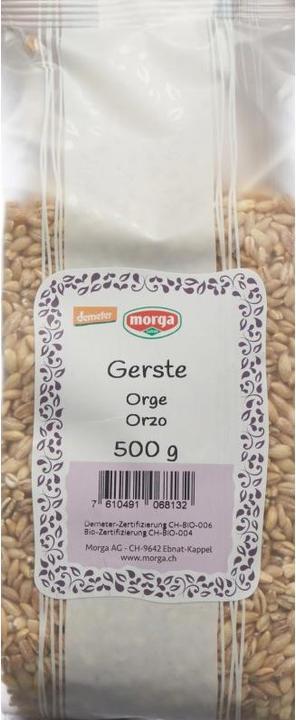 demeter
morga
Gerste
Orge
Orzo
500 g
7 610491 068132
Demeter-Zertifizierung CH-BIO-006
Bio-Zertifizierung CH-BIO-004
Morga AG - CH-9642 Ebnat-Kappel
www.morga.ch